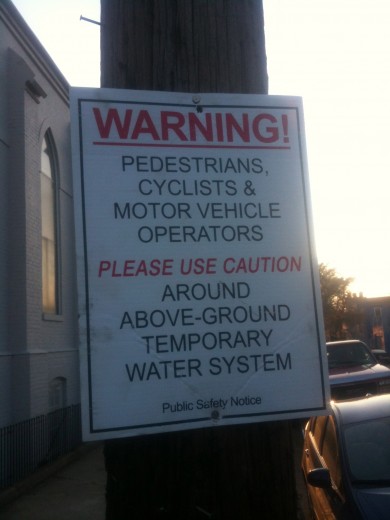 WARNING!
PEDESTRIANS,
CYCLISTS &
MOTOR VEHICLE
OPERATORS
PLEASE USE CAUTION
AROUND
ABOVE-GROUND
TEMPORARY
WATER SYSTEM
Public Safety Notice